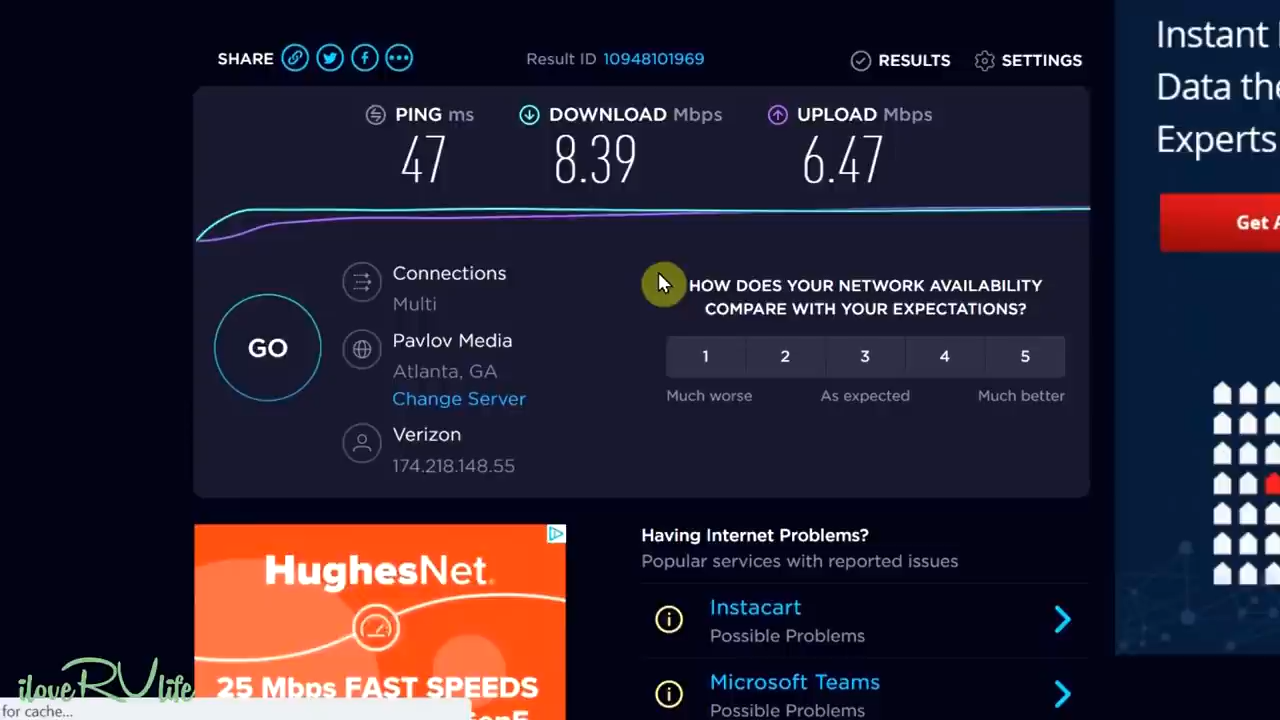 SHARE
Result ID 10948101969
RESULTS
SETTINGS
PING ms
DOWNLOAD Mbps
UPLOAD Mbps
47
8.39
6.47
Connections
Multi
Pavlov Media
Atlanta, GA
Change Server
Verizon
174.218.148.55
GO
HOW DOES YOUR NETWORK AVAILABILITY
COMPARE WITH YOUR EXPECTATIONS?
1 2 3 4 5
Much worse As expected Much better
HughesNet.
25 Mbps FAST SPEEDS
Having Internet Problems?
Popular services with reported issues
Instacart
Possible Problems
Microsoft Teams
Possible Problems
Instant
Data the
Experts
Get
iloveRVlife
for cache...